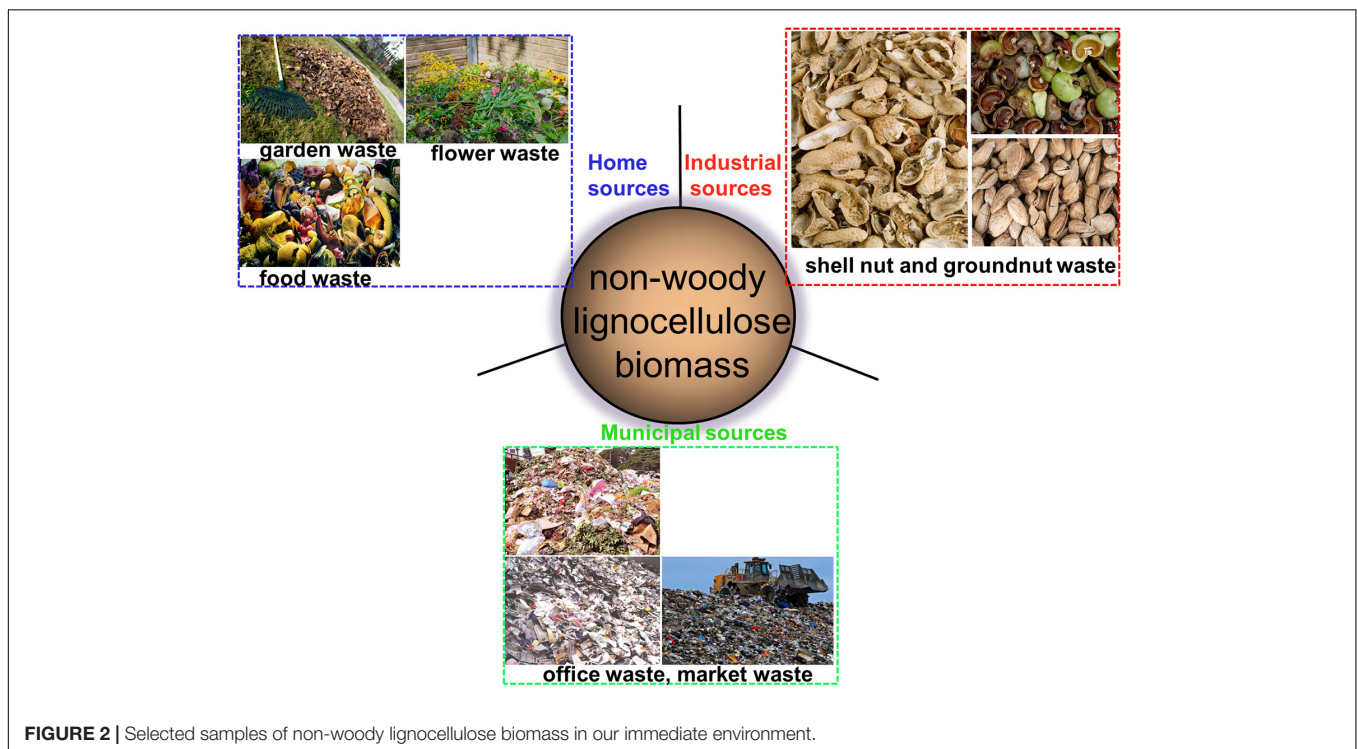 garden waste
flower waste
food waste
Home
sources
Industrial
sources
shell nut and groundnut waste
non-woody
lignocellulose
biomass
Municipal sources
office waste, market waste
FIGURE 2 | Selected samples of non-woody lignocellulose biomass in our immediate environment.